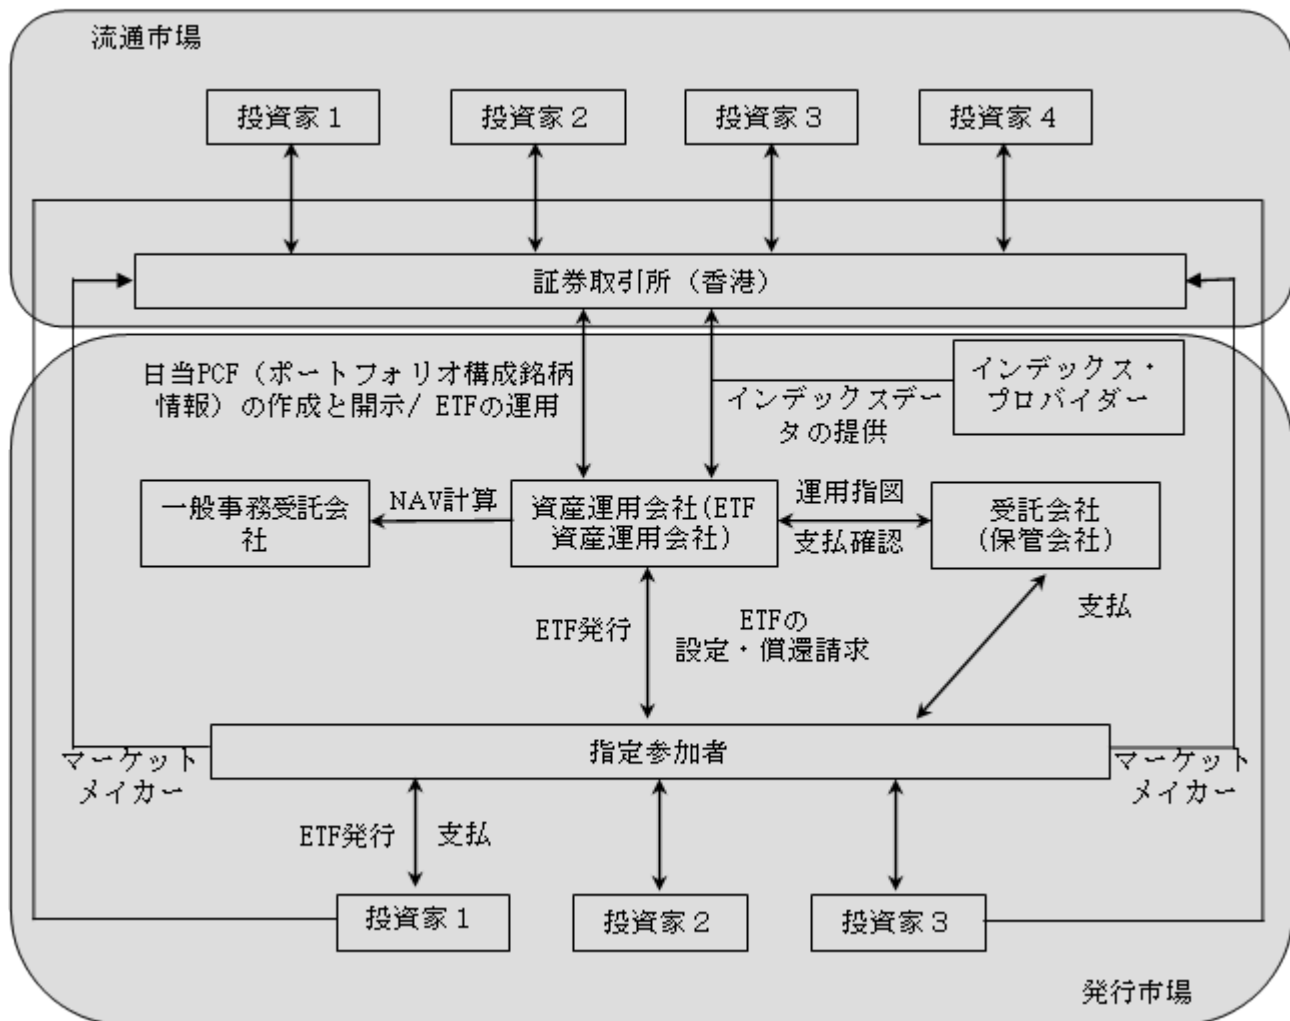 流通市場
投資家１
投資家２
投資家３
投資家４
証券取引所（香港）
日当PCF（ポートフォリオ構成銘柄
情報）の作成と開示/ ETFの運用
インデックスデー
タの提供
インデックス・
プロバイダー
一般事務受託会
社
NAV計算
資産運用会社(ETF
資産運用会社)
運用指図
支払確認
受託会社
(保管会社)
ETF発行
ETFの
設定・償還請求
支払
指定参加者
マーケット
メイカー
マーケット
メイカー
ETF発行
支払
投資家１
投資家２
投資家３
発行市場